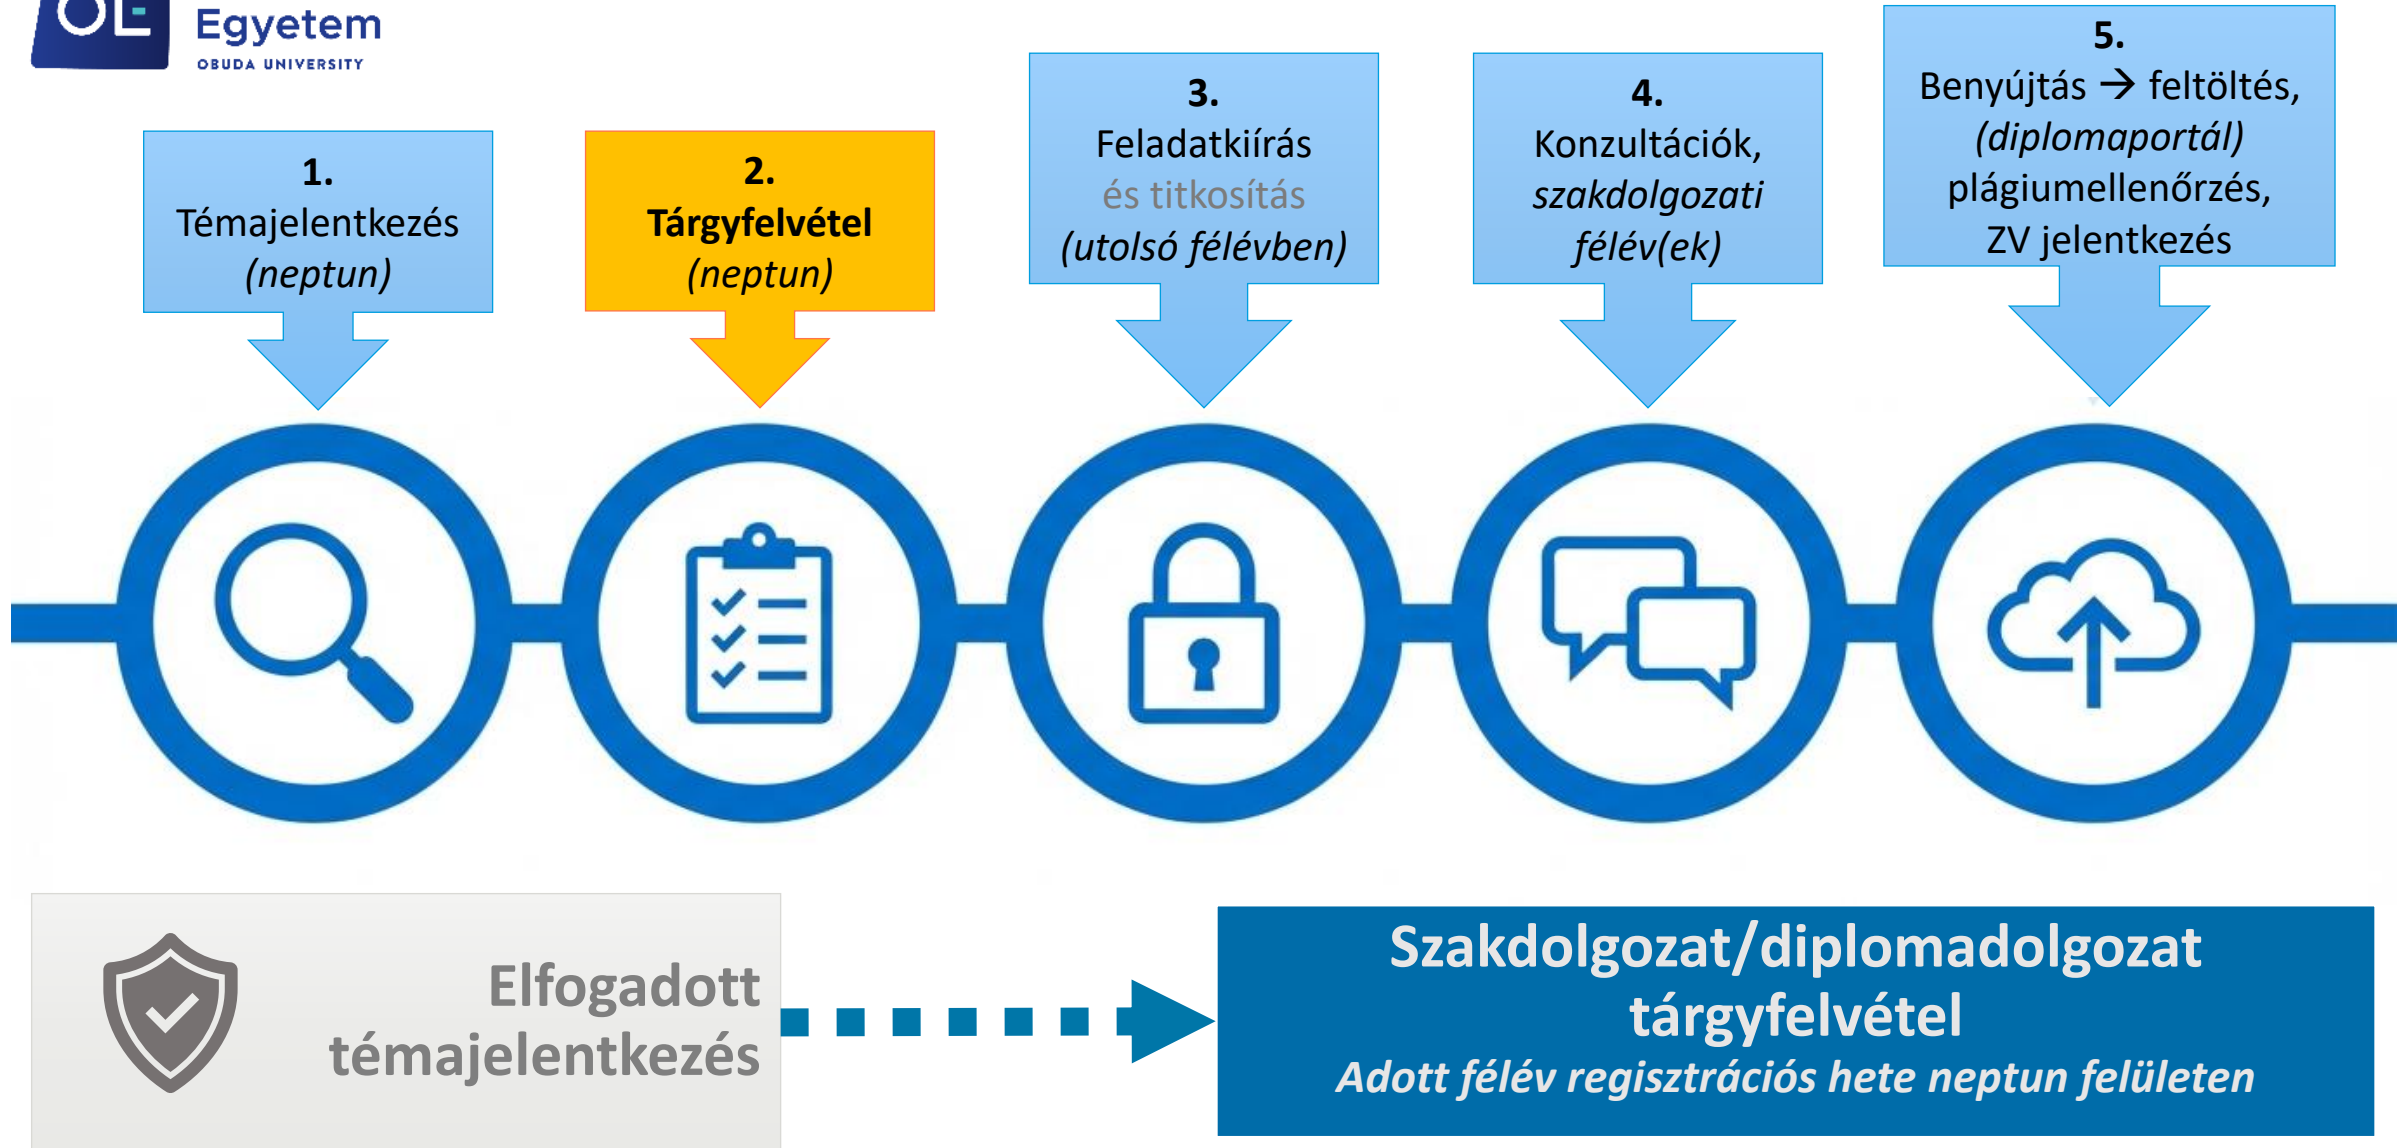 OE
Egyetem
OBUDA UNIVERSITY
1.
Témajelentkezés
(neptun)
2.
Tárgyfelvétel
(neptun)
3.
Feladatkiírás
és titkosítás
(utolsó félévben)
4.
Konzultációk,
szakdolgozati
félév(ek)
5.
Benyújtás → feltöltés,
(diplomaportál)
plágiumellenőrzés,
ZV jelentkezés
Elfogadott
témajelentkezés
Szakdolgozat/diplomadolgozat
tárgyfelvétel
Adott félév regisztrációs hete neptun felületen